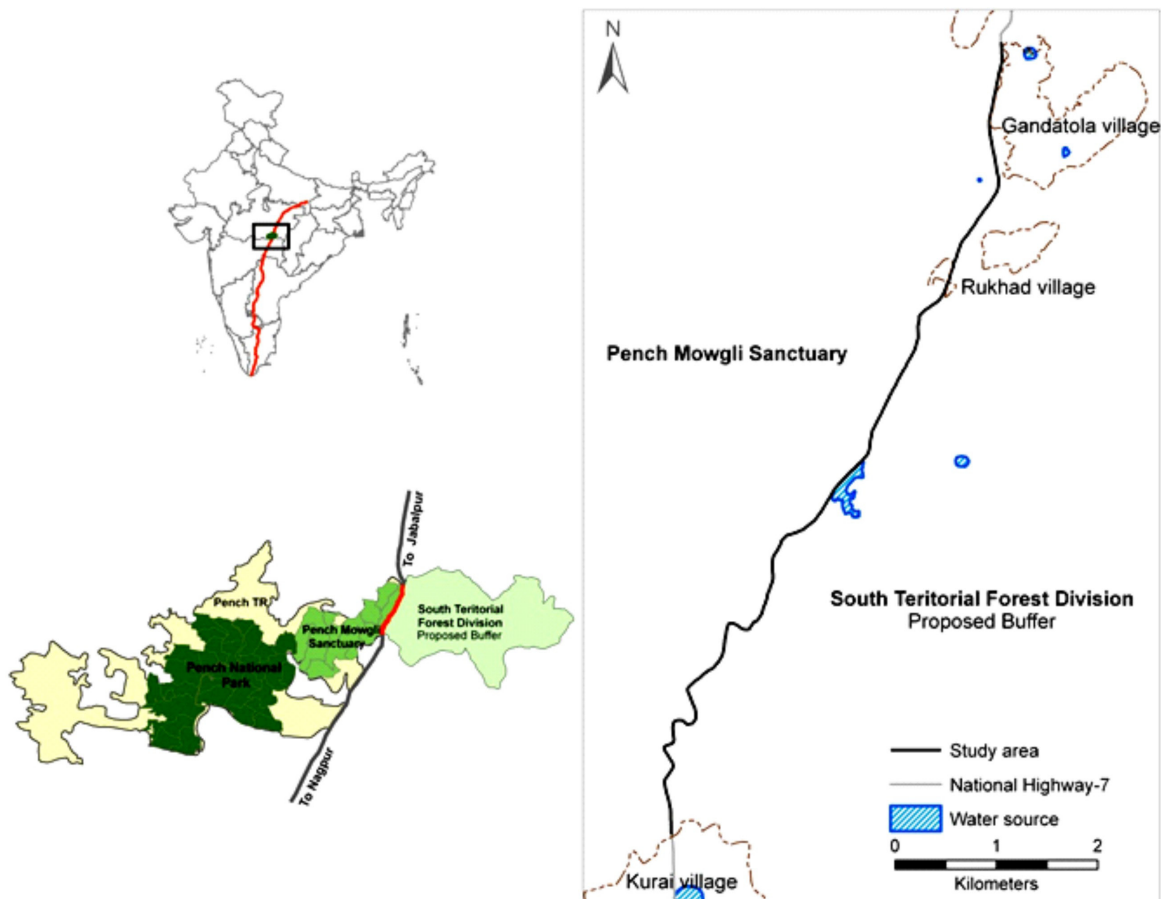 N
Gandatola village
Rukhad village
Pench Mowgli Sanctuary
South Teritorial Forest Division
Proposed Buffer
Study area
National Highway-7
Water source
0 1 2
Kilometers
Kurai village
To Jabalpur
Pench TR
South Teritorial
Forest Division
Proposed Buffer
Pench Mowgli
Sanctuary
Pench National
Park
To Nagpur